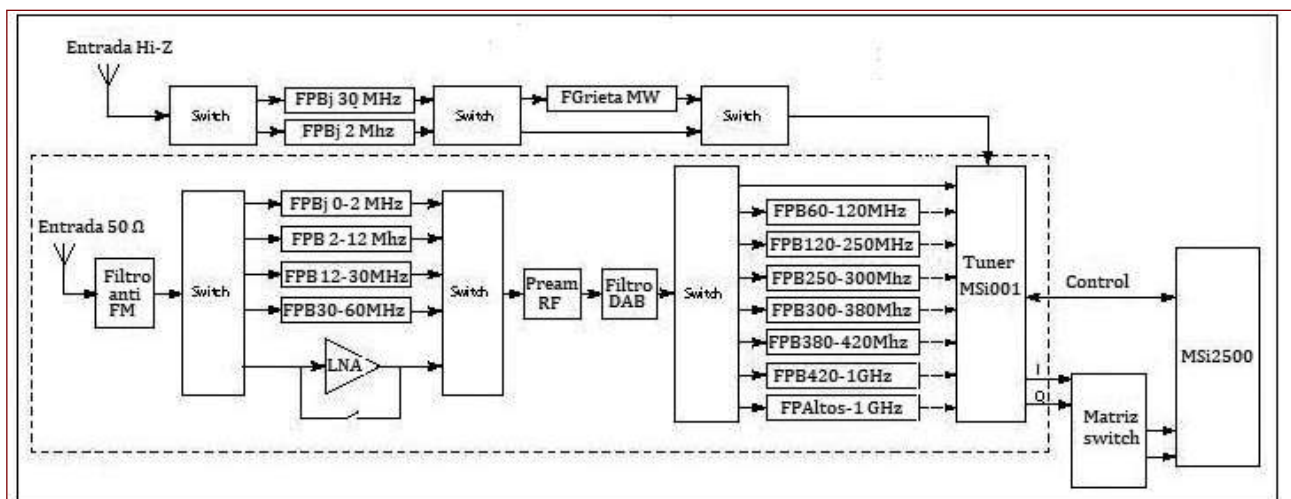 Entrada Hi-Z
Switch
FPBj 30 MHz
FPBj 2 Mhz
Switch
FGrieta MW
Switch
Entrada 50 Ω
Filtro
anti
FM
Switch
FPBj 0-2 MHz
FPB 2-12 Mhz
FPB 12-30MHz
FPB30-60MHz
LNA
Switch
Pream
RF
Filtro
DAB
Switch
FPB60-120MHz
FPB120-250MHz
FPB250-300Mhz
FPB300-380Mhz
FPB380-420Mhz
FPB420-1GHz
FPAltos-1 GHz
Tuner
MSi001
Control
I
Q
Matriz
switch
MSi2500